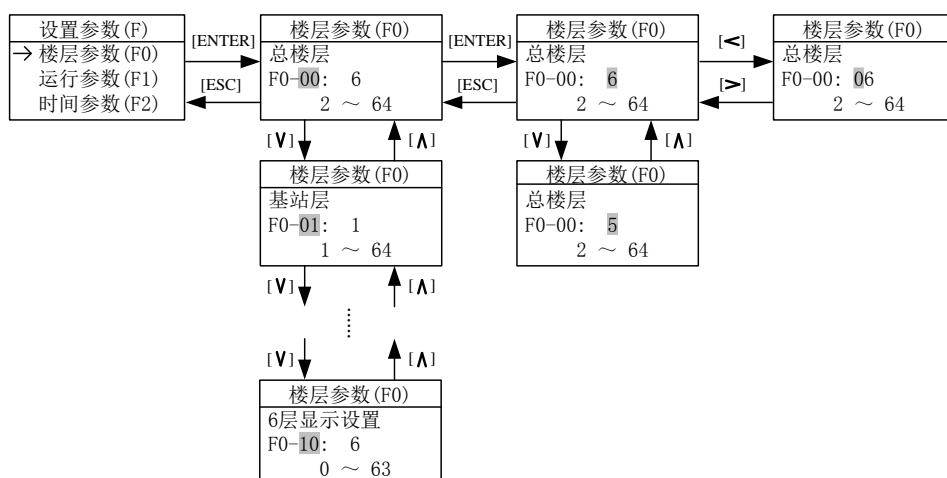 设置参数(F)
→楼层参数(F0)
运行参数(F1)
时间参数(F2)
[ENTER]
[ESC]
楼层参数(F0)
总楼层
F0-00: 6
2 ～ 64
[ENTER]
[ESC]
楼层参数(F0)
总楼层
F0-00: 6
2 ～ 64
[<]
[>]
楼层参数(F0)
总楼层
F0-00: 06
2 ～ 64
[∨]
[∧]
[∨]
[∧]
楼层参数(F0)
基站层
F0-01: 1
1 ～ 64
楼层参数(F0)
总楼层
F0-00: 5
2 ～ 64
[∨]
[∧]
……
[∨]
[∧]
楼层参数(F0)
6层显示设置
F0-10: 6
0 ～ 63